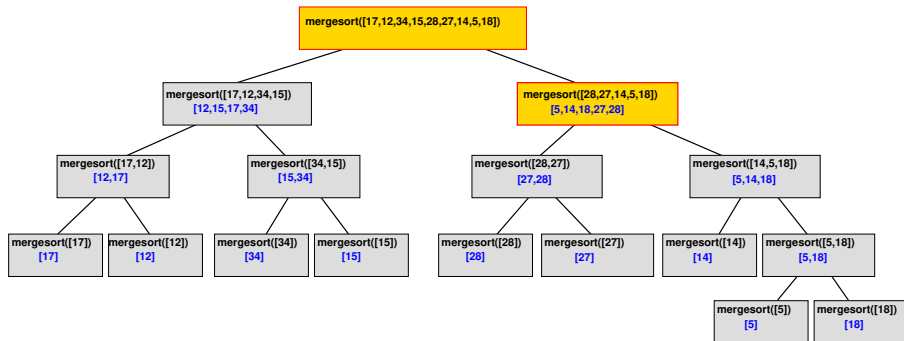 mergesort([17,12,34,15,28,27,14,5,18])
mergesort([17,12,34,15])
[12,15,17,34]
mergesort([28,27,14,5,18])
[5,14,18,27,28]
mergesort([17,12])
[12,17]
mergesort([34,15])
[15,34]
mergesort([28,27])
[27,28]
mergesort([14,5,18])
[5,14,18]
mergesort([17])
[17]
mergesort([12])
[12]
mergesort([34])
[34]
mergesort([15])
[15]
mergesort([28])
[28]
mergesort([27])
[27]
mergesort([14])
[14]
mergesort([5,18])
[5,18]
mergesort([5])
[5]
mergesort([18])
[18]